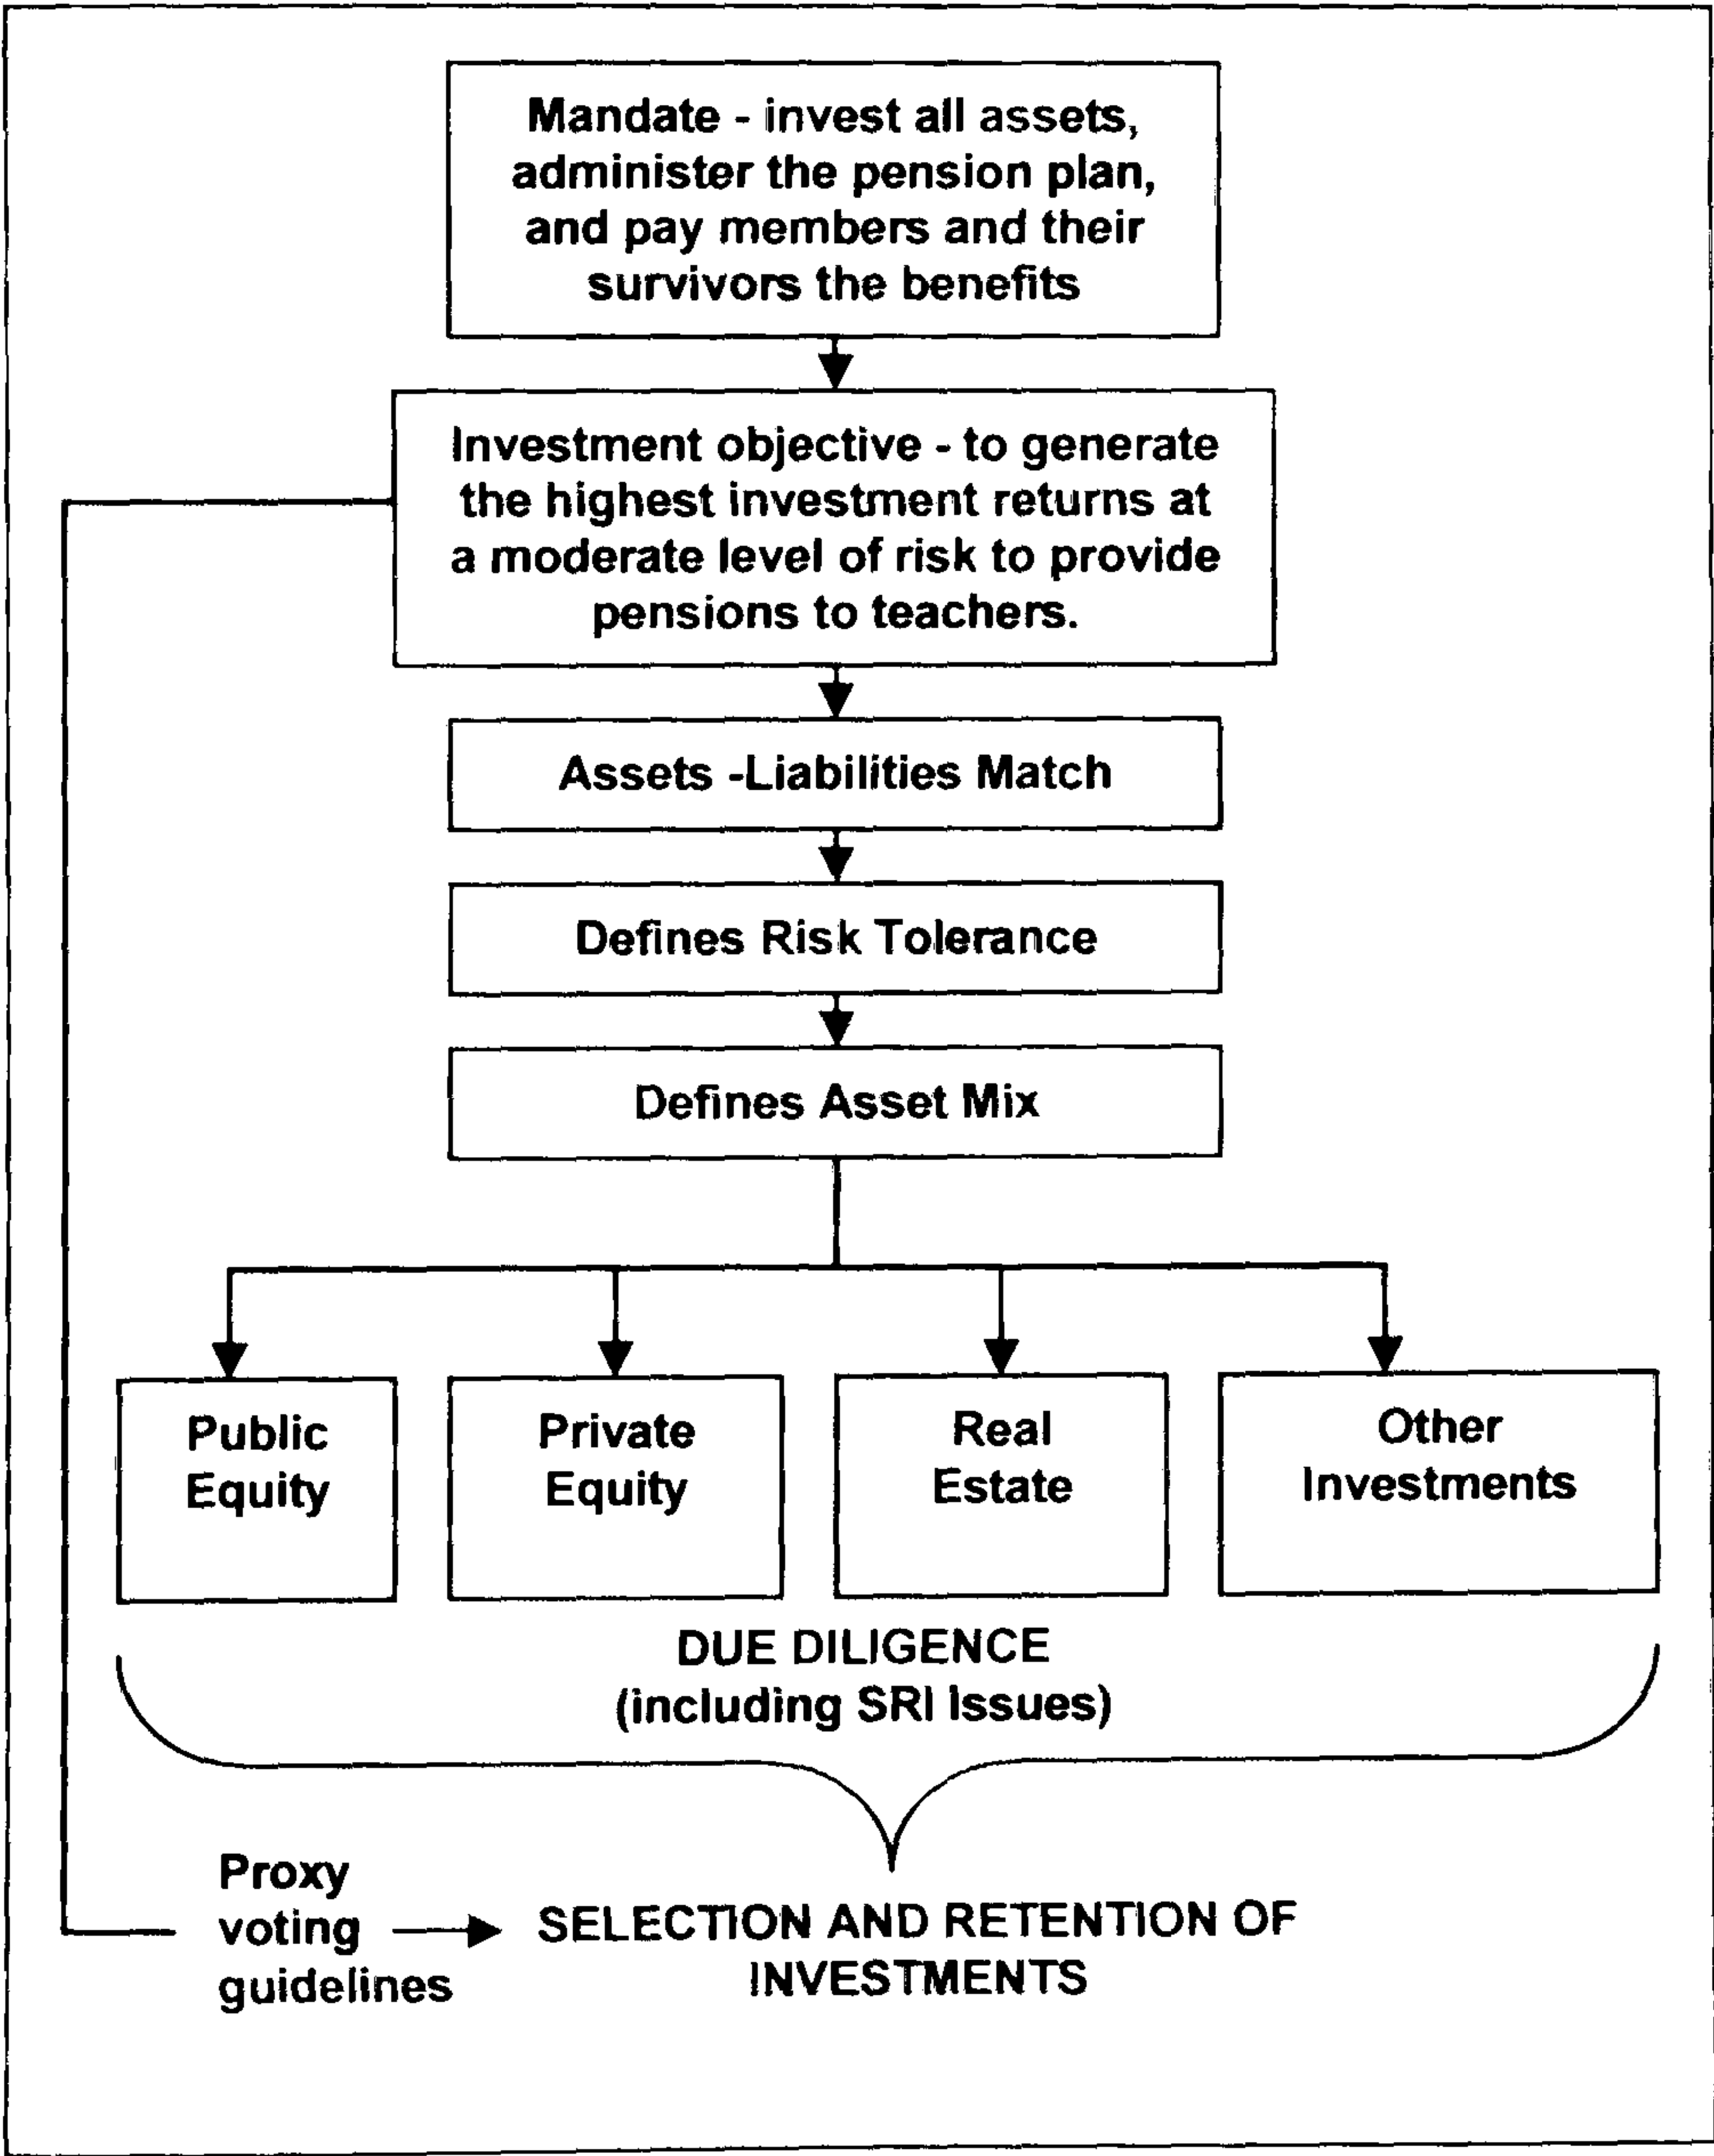 Mandate - invest all assets,
administer the pension plan,
and pay members and their
survivors the benefits
Investment objective - to generate
the highest investment returns at
a moderate level of risk to provide
pensions to teachers.
Assets -Liabilities Match
Defines Risk Tolerance
Defines Asset Mix
Public
Equity
Private
Equity
Real
Estate
Other
Investments
DUE DILIGENCE
(including SRI Issues)
Proxy
voting
guidelines
SELECTION AND RETENTION OF
INVESTMENTS